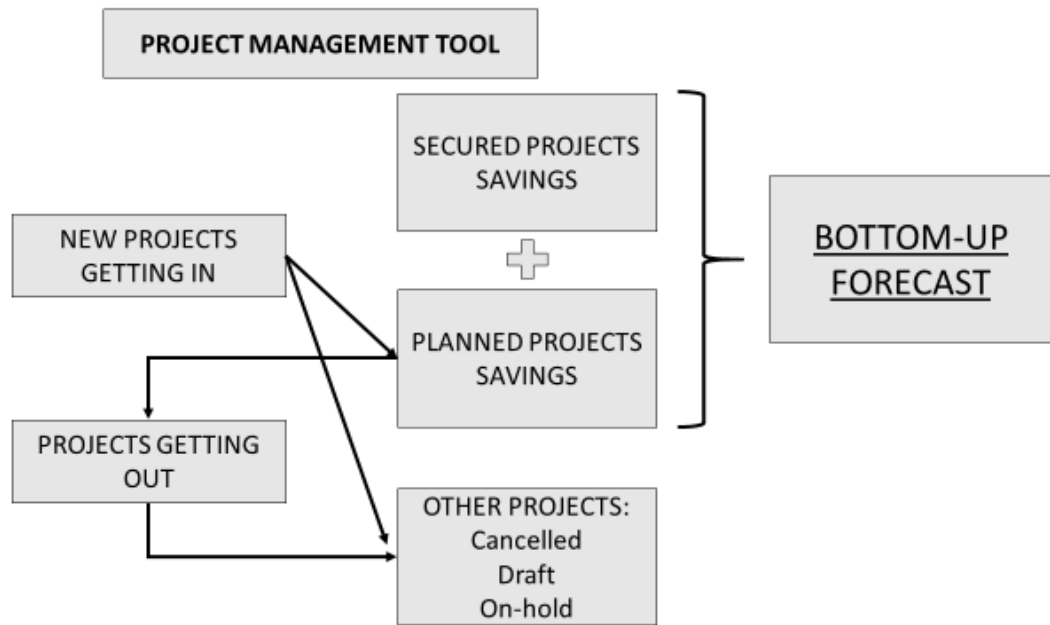 PROJECT MANAGEMENT TOOL
SECURED PROJECTS
SAVINGS
NEW PROJECTS
GETTING IN
BOTTOM-UP
FORECAST
PLANNED PROJECTS
SAVINGS
PROJECTS GETTING
OUT
OTHER PROJECTS:
Cancelled
Draft
On-hold